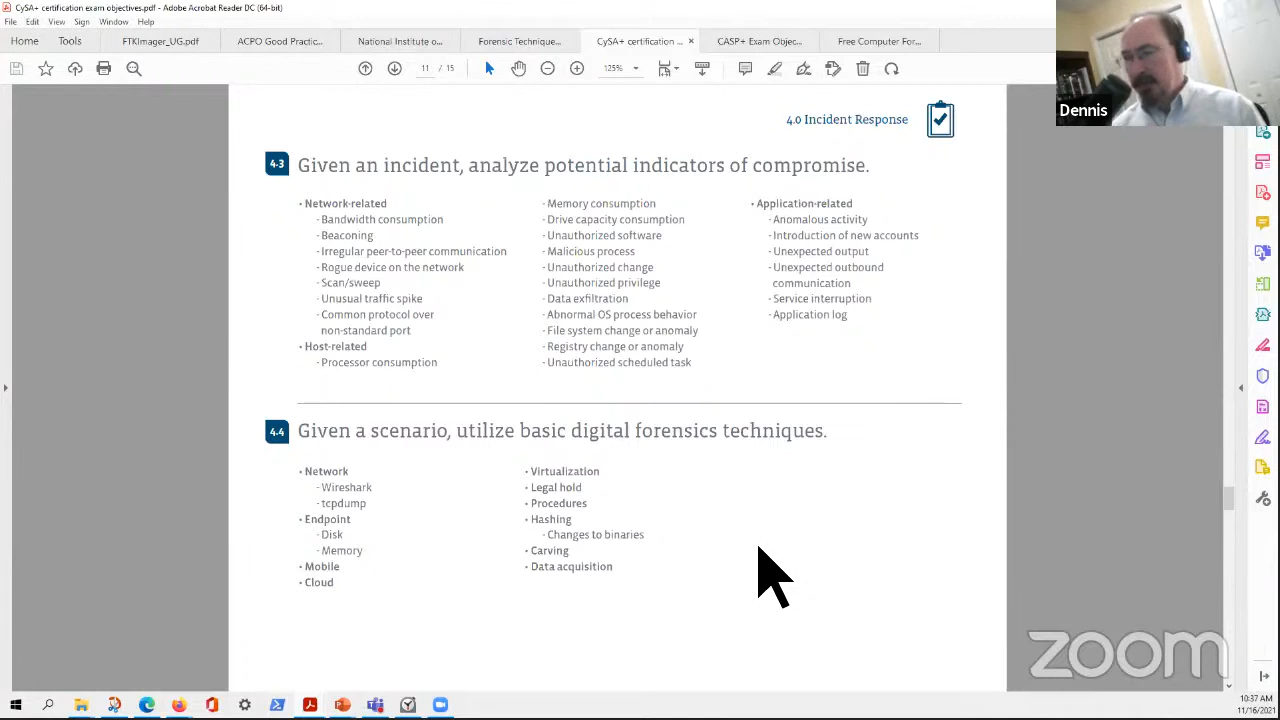 CySA+ certification exam objectives.pdf - Adobe Acrobat Reader DC (64-bit)
File Edit View Sign Window Help
Home Tools FTKImager_UG.pdf ACPO Good Practic... National Institute o... Forensic Technique... CySA+ certification ... × CASP+ Exam Objec... Free Computer For...
11 / 15 125%
Dennis
4.0 Incident Response
4.3 Given an incident, analyze potential indicators of compromise.
• Network-related
- Bandwidth consumption
- Beaconing
- Irregular peer-to-peer communication
- Rogue device on the network
- Scan/sweep
- Unusual traffic spike
- Common protocol over
non-standard port
• Host-related
- Processor consumption
- Memory consumption
- Drive capacity consumption
- Unauthorized software
- Malicious process
- Unauthorized change
- Unauthorized privilege
- Data exfiltration
- Abnormal OS process behavior
- File system change or anomaly
- Registry change or anomaly
- Unauthorized scheduled task
• Application-related
- Anomalous activity
- Introduction of new accounts
- Unexpected output
- Unexpected outbound
communication
- Service interruption
- Application log
4.4 Given a scenario, utilize basic digital forensics techniques.
• Network
- Wireshark
- tcpdump
• Endpoint
- Disk
- Memory
• Mobile
• Cloud
• Virtualization
• Legal hold
• Procedures
• Hashing
- Changes to binaries
• Carving
• Data acquisition
zoom
10:37 AM
11/16/2021